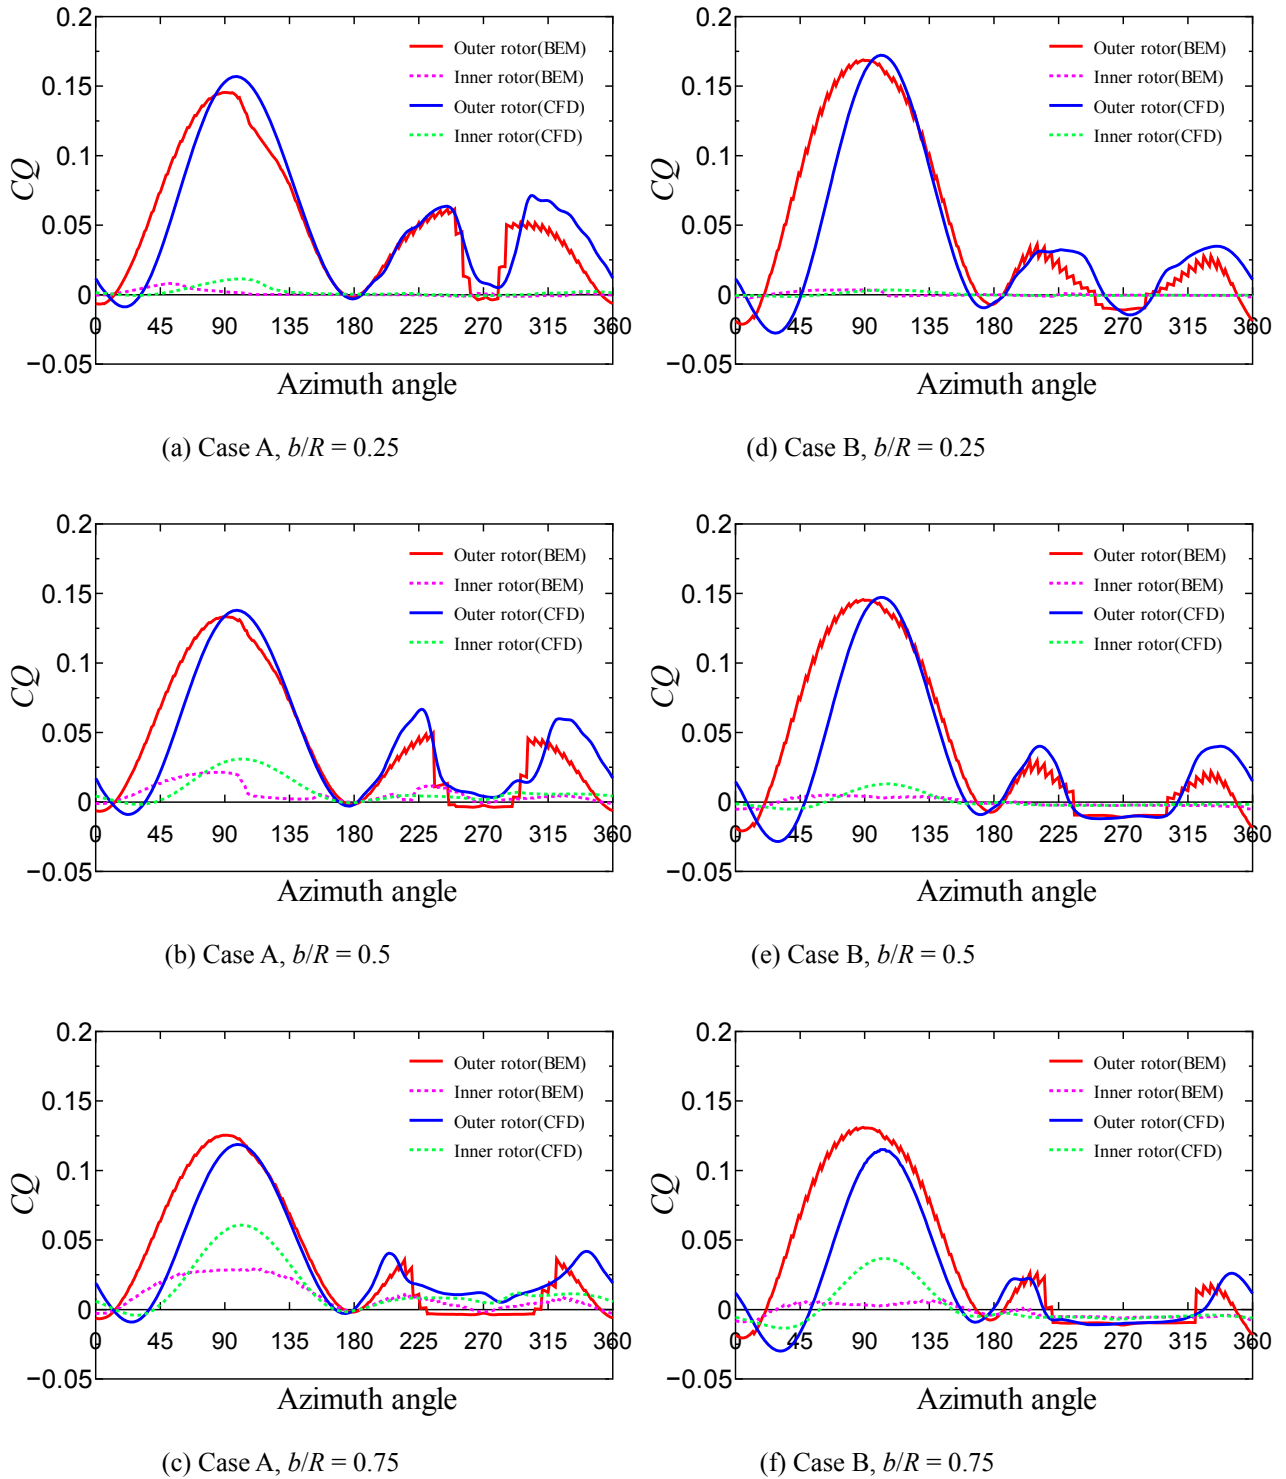 0.2
0.15
0.1
0.05
0
−0.05
CQ
Outer rotor(BEM)
Inner rotor(BEM)
Outer rotor(CFD)
Inner rotor(CFD)
0 45 90 135 180 225 270 315 360
Azimuth angle
(a) Case A, b/R = 0.25
0.2
0.15
0.1
0.05
0
−0.05
CQ
Outer rotor(BEM)
Inner rotor(BEM)
Outer rotor(CFD)
Inner rotor(CFD)
0 45 90 135 180 225 270 315 360
Azimuth angle
(d) Case B, b/R = 0.25
0.2
0.15
0.1
0.05
0
−0.05
CQ
Outer rotor(BEM)
Inner rotor(BEM)
Outer rotor(CFD)
Inner rotor(CFD)
0 45 90 135 180 225 270 315 360
Azimuth angle
(b) Case A, b/R = 0.5
0.2
0.15
0.1
0.05
0
−0.05
CQ
Outer rotor(BEM)
Inner rotor(BEM)
Outer rotor(CFD)
Inner rotor(CFD)
0 45 90 135 180 225 270 315 360
Azimuth angle
(e) Case B, b/R = 0.5
0.2
0.15
0.1
0.05
0
−0.05
CQ
Outer rotor(BEM)
Inner rotor(BEM)
Outer rotor(CFD)
Inner rotor(CFD)
0 45 90 135 180 225 270 315 360
Azimuth angle
(c) Case A, b/R = 0.75
0.2
0.15
0.1
0.05
0
−0.05
CQ
Outer rotor(BEM)
Inner rotor(BEM)
Outer rotor(CFD)
Inner rotor(CFD)
0 45 90 135 180 225 270 315 360
Azimuth angle
(f) Case B, b/R = 0.75